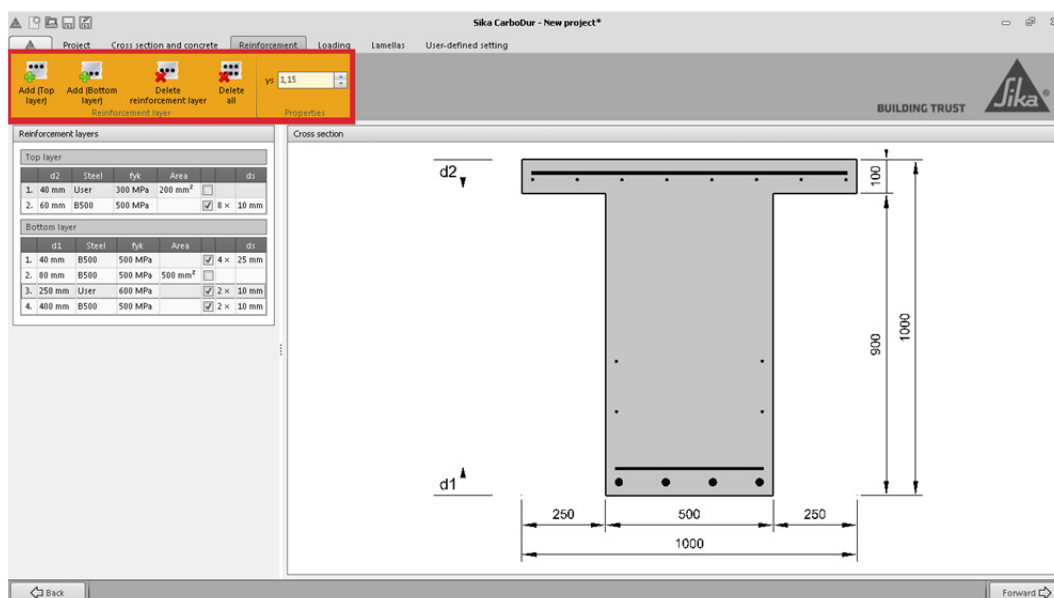 Sika CarboDur - New project*
Project Cross section and concrete Reinforcement Loading Lamellas User-defined setting
Add (Top layer) Add (Bottom layer) Delete reinforcement layer Delete all γs 1,15
Reinforcement layer Properties
BUILDING TRUST Sika®
Reinforcement layers
Top layer
d2 Steel fyk Area ds
1. 40 mm User 300 MPa 200 mm²
2. 60 mm B500 500 MPa 8 × 10 mm
Bottom layer
d1 Steel fyk Area ds
1. 40 mm B500 500 MPa 4 × 25 mm
2. 80 mm B500 500 MPa 500 mm²
3. 250 mm User 600 MPa 2 × 10 mm
4. 400 mm B500 500 MPa 2 × 10 mm
Cross section
d2
100
900
1000
d1
250 500 250
1000
Back Forward